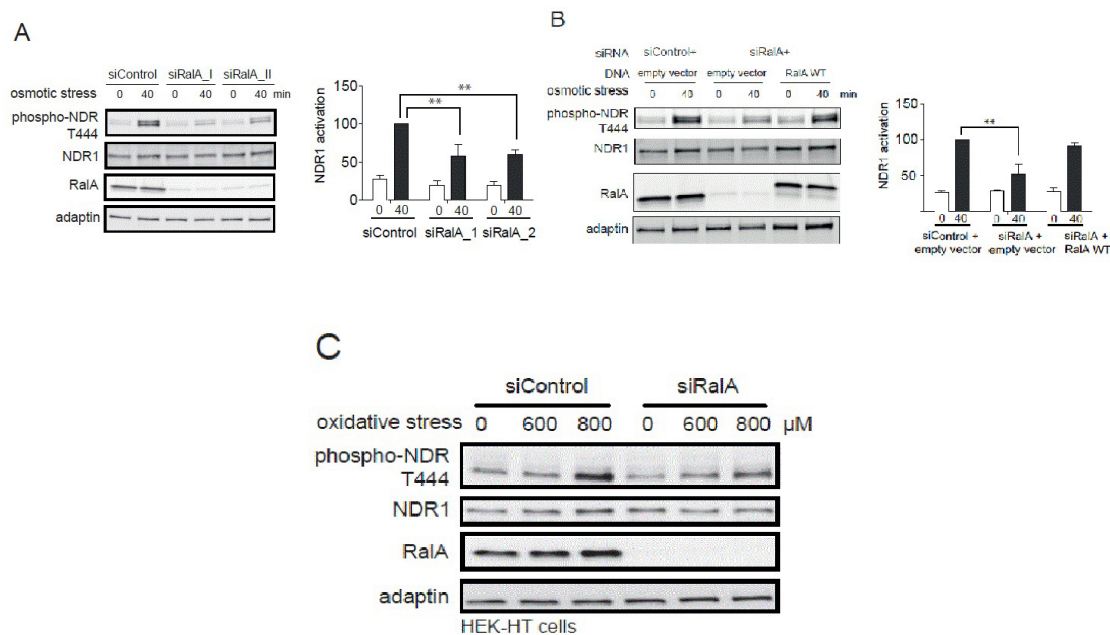 A
siControl siRalA_I siRalA_II
osmotic stress 0 40 0 40 0 40 min
phospho-NDR
T444
NDR1
RalA
adaptin
NDR1 activation
150
100
50
0
** **
0 40 0 40 0 40
siControl siRalA_1 siRalA_2
B
siRNA siControl+ siRalA+
DNA empty vector empty vector RalA WT
osmotic stress 0 40 0 40 0 40 min
phospho-NDR
T444
NDR1
RalA
adaptin
NDR1 activation
150
100
50
0
**
0 40 0 40 0 40
siControl + siRalA + siRalA +
empty vector empty vector RalA WT
C
siControl siRalA
oxidative stress 0 600 800 0 600 800 µM
phospho-NDR
T444
NDR1
RalA
adaptin
HEK-HT cells